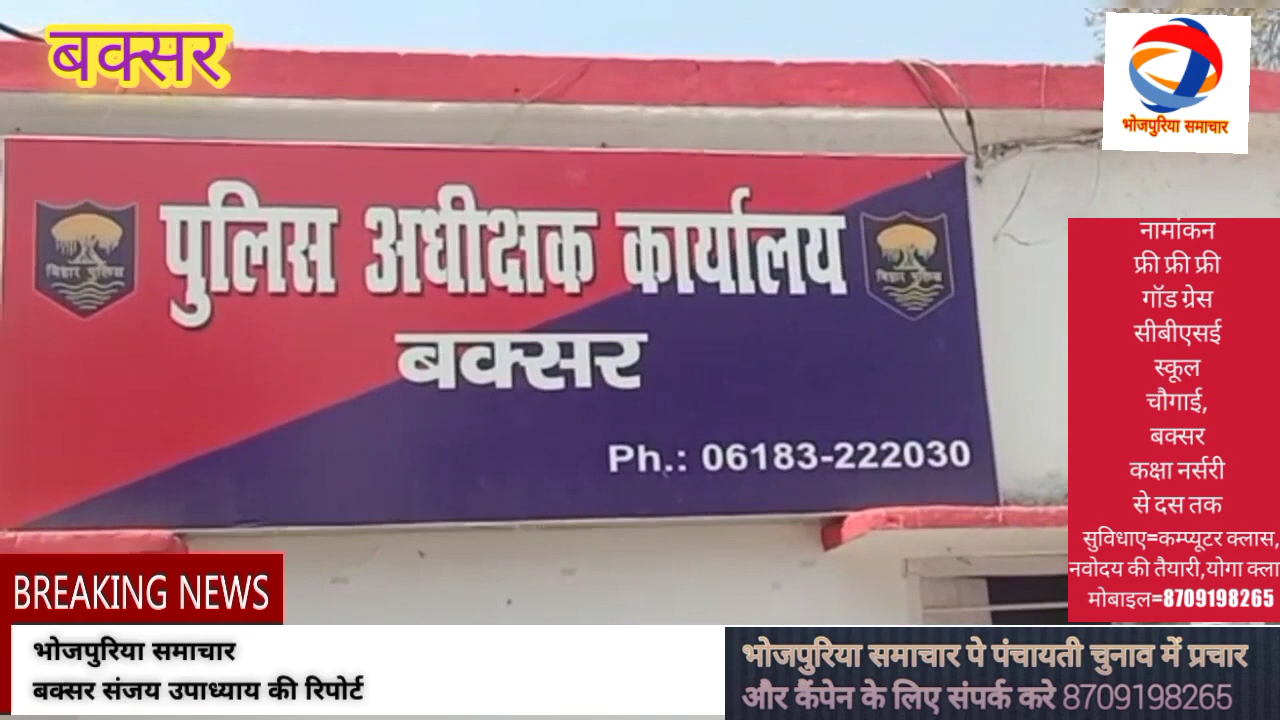 बक्सर
भोजपुरिया समाचार
पुलिस अधीक्षक कार्यालय
बिहार पुलिस
बिहार पुलिस
बक्सर
Ph.: 06183-222030
नामांकन
फ्री फ्री फ्री
गॉड ग्रेस
सीबीएसई
स्कूल
चौगाई,
बक्सर
कक्षा नर्सरी
से दस तक
सुविधाए=कम्प्यूटर क्लास,
नवोदय की तैयारी,योगा क्ला
मोबाइल=8709198265
BREAKING NEWS
भोजपुरिया समाचार
बक्सर संजय उपाध्याय की रिपोर्ट
भोजपुरिया समाचार पे पंचायती चुनाव में प्रचार
और कैंपेन के लिए संपर्क करे 8709198265